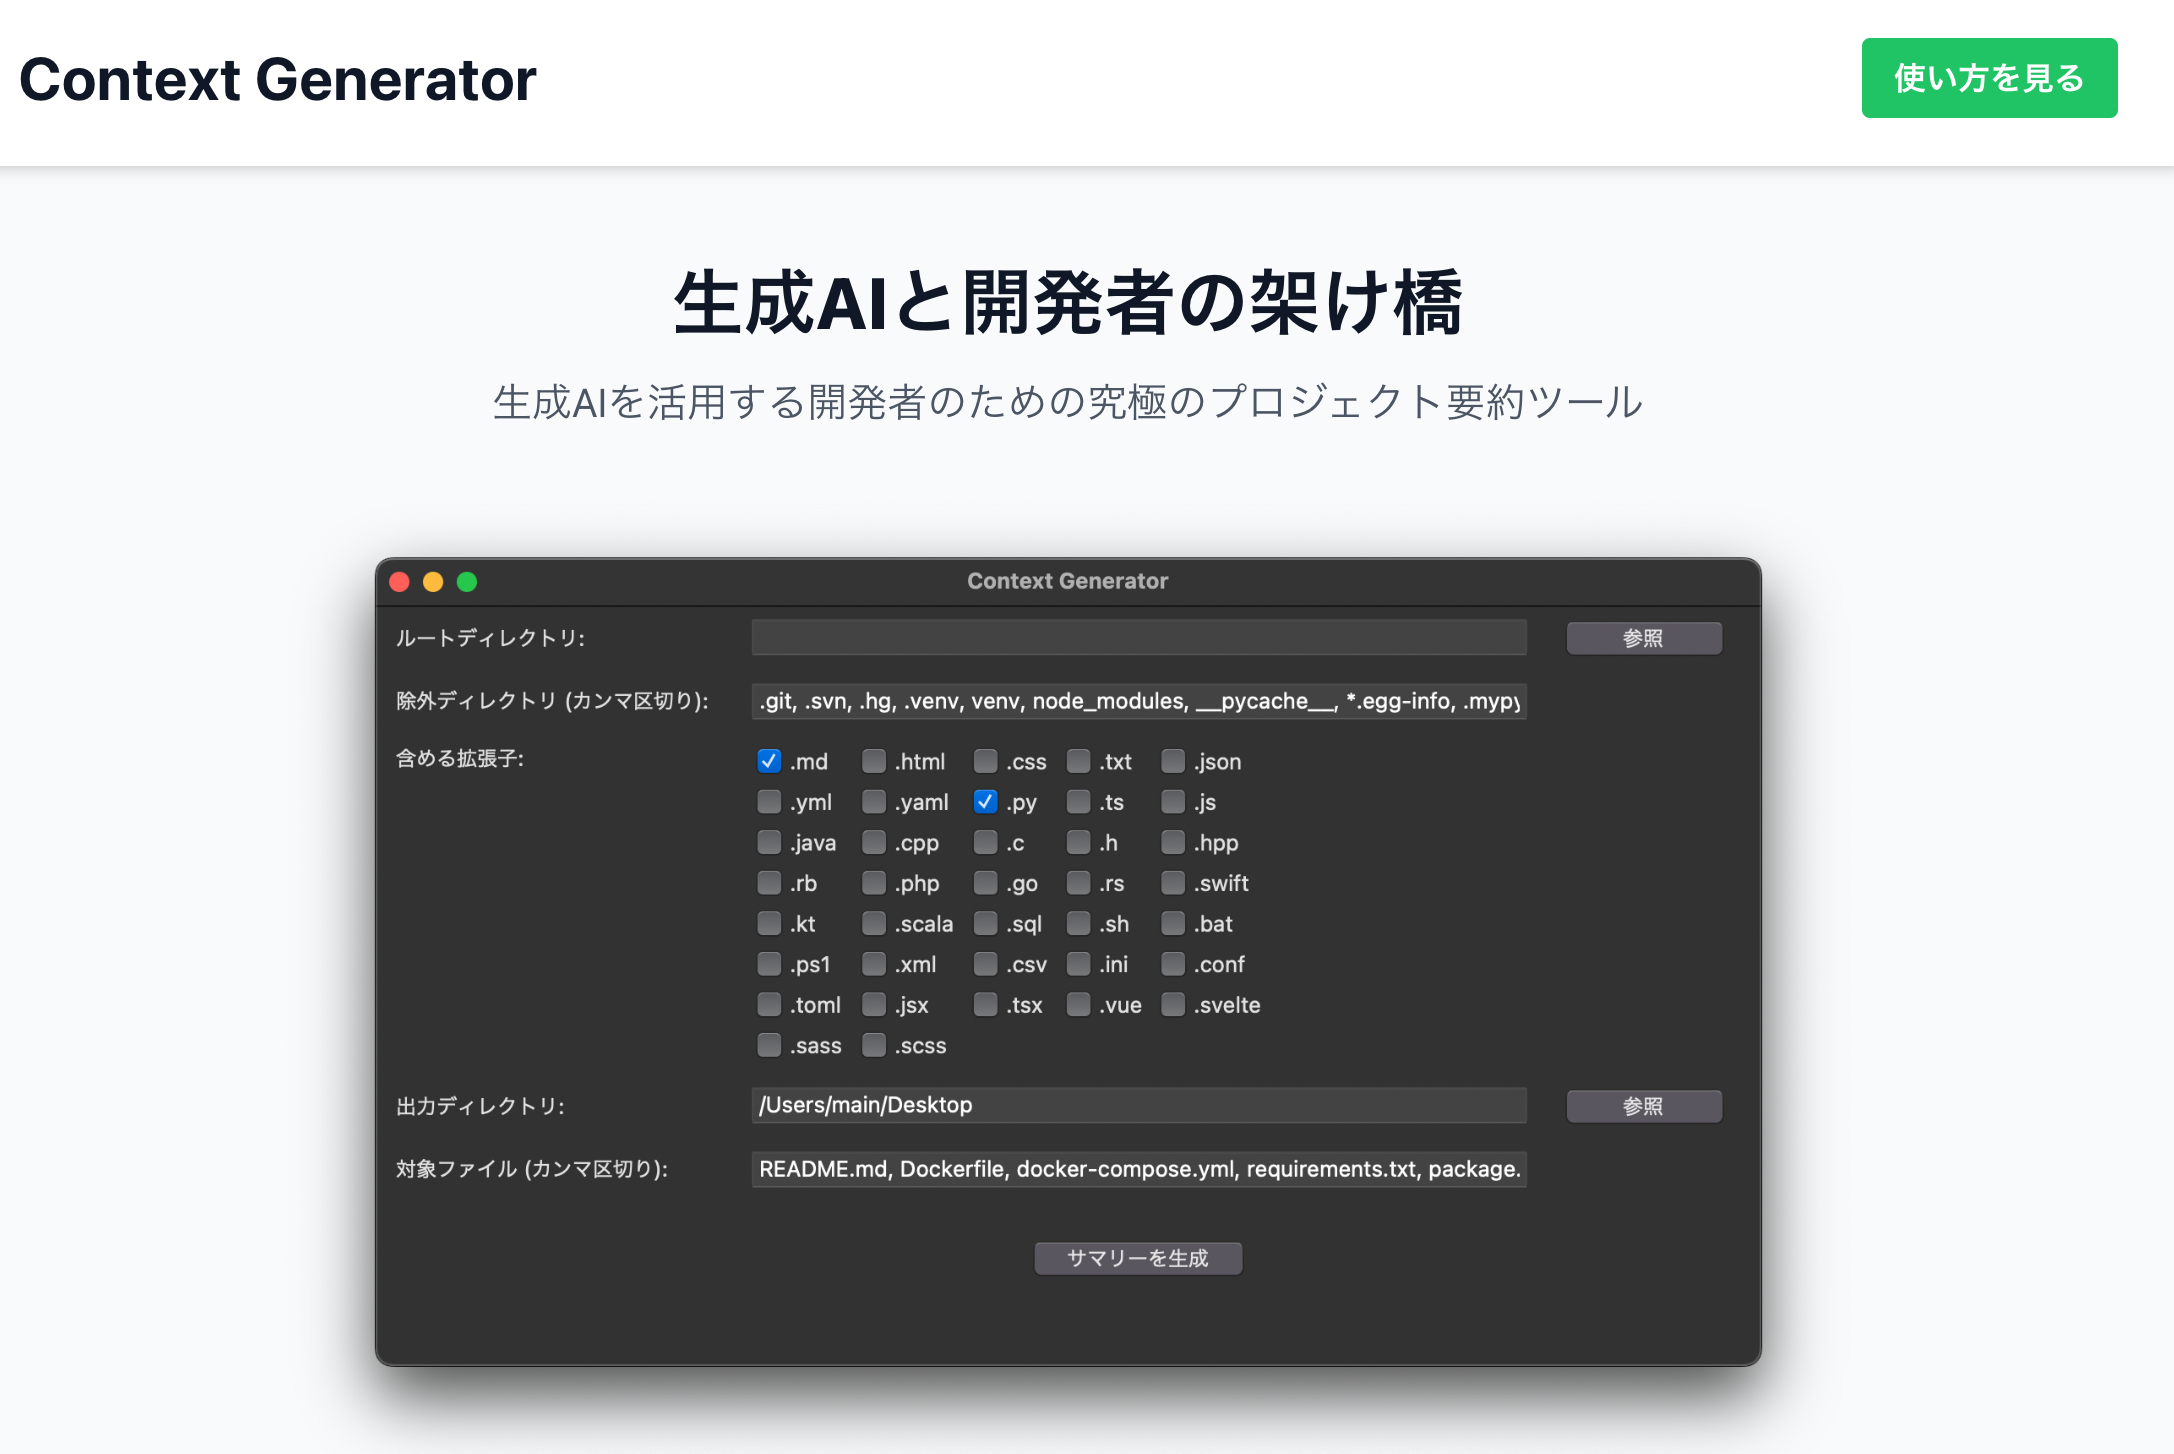 Context Generator
使い方を見る
生成AIと開発者の架け橋
生成AIを活用する開発者のための究極のプロジェクト要約ツール
Context Generator
ルートディレクトリ:
参照
除外ディレクトリ (カンマ区切り):
.git, .svn, .hg, .venv, venv, node_modules, __pycache__, *.egg-info, .mypy
含める拡張子:
.md .html .css .txt .json
.yml .yaml .py .ts .js
.java .cpp .c .h .hpp
.rb .php .go .rs .swift
.kt .scala .sql .sh .bat
.ps1 .xml .csv .ini .conf
.toml .jsx .tsx .vue .svelte
.sass .scss
出力ディレクトリ:
/Users/main/Desktop
参照
対象ファイル (カンマ区切り):
README.md, Dockerfile, docker-compose.yml, requirements.txt, package.
サマリーを生成